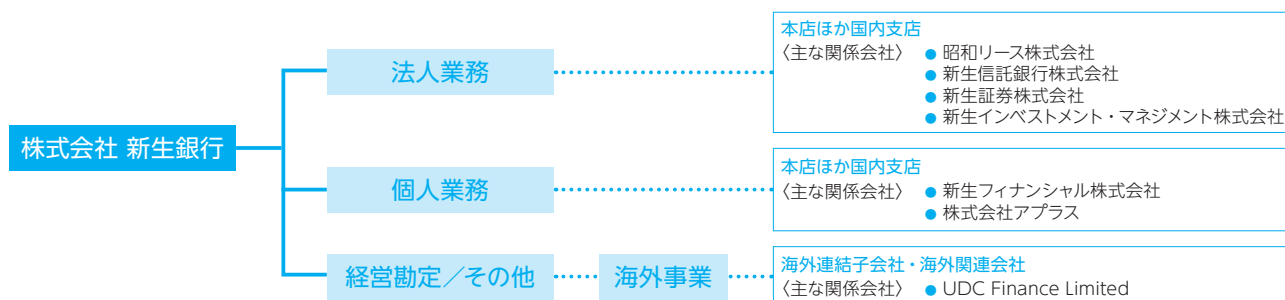 株式会社 新生銀行
法人業務
本店ほか国内支店
〈主な関係会社〉 ● 昭和リース株式会社
● 新生信託銀行株式会社
● 新生証券株式会社
● 新生インベストメント・マネジメント株式会社
個人業務
本店ほか国内支店
〈主な関係会社〉 ● 新生フィナンシャル株式会社
● 株式会社アプラス
経営勘定／その他
海外事業
海外連結子会社・海外関連会社
〈主な関係会社〉 ● UDC Finance Limited